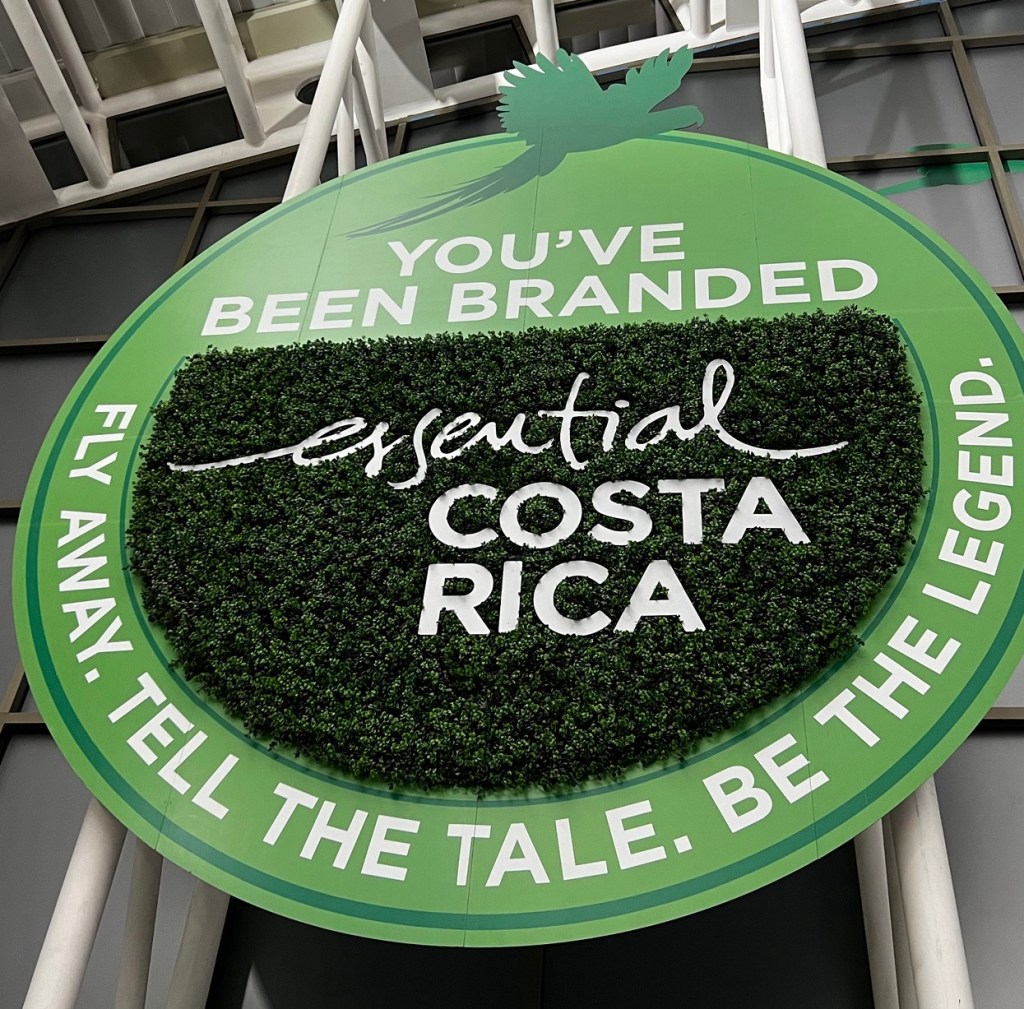 YOU'VE
BEEN BRANDED
essential
COSTA
RICA
FLY AWAY. TELL THE TALE. BE THE LEGEND.